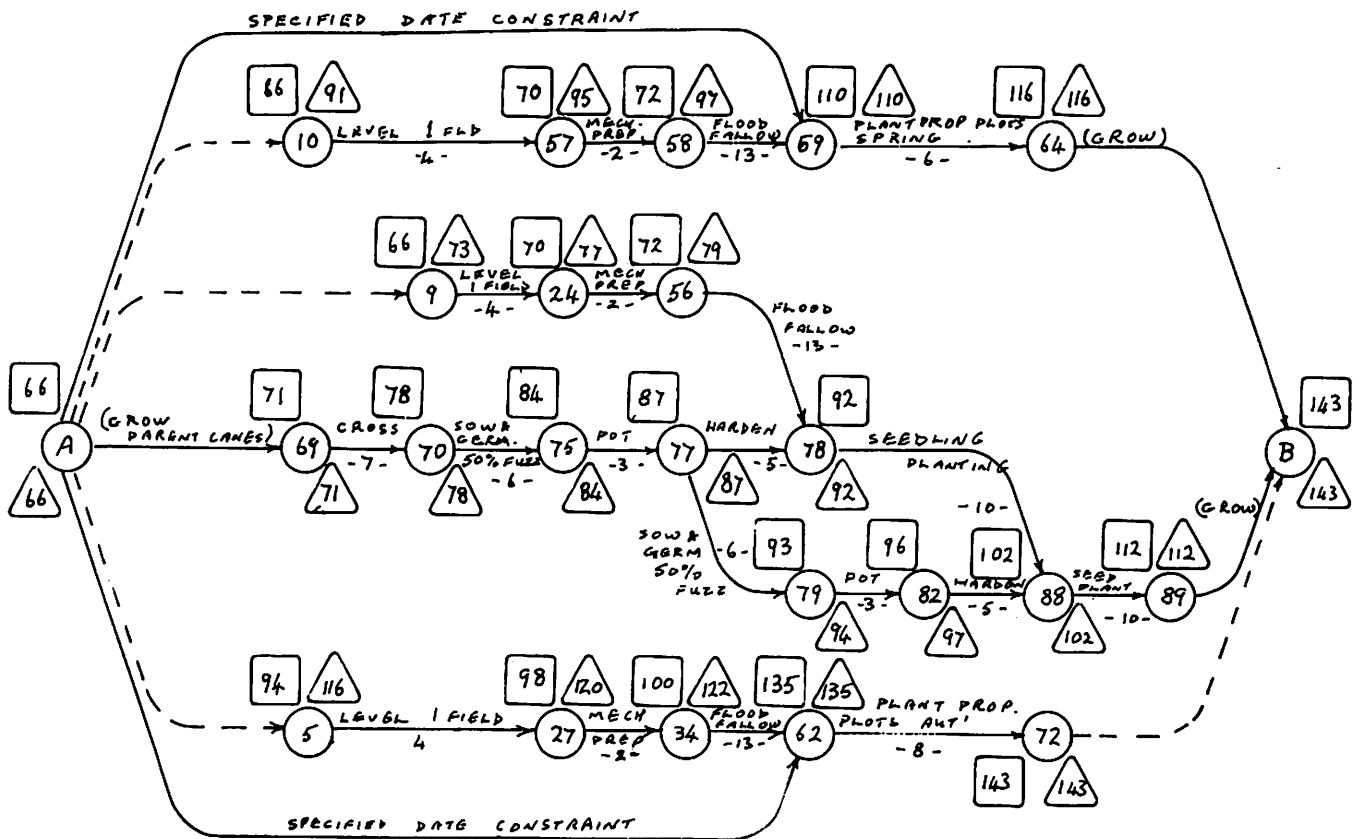 SPECIFIED DATE CONSTRAINT
66 91 70 95 72 97 110 110 116 116
10 LEVEL 1 FLD -4- 57 MECH. PREP. -2- 58 FLOOD FALLOW -13- 59 PLANT PROP PLOTS SPRING. -6- 64 (GROW)
66 73 70 77 72 79
9 LEVEL 1 FIELD -4- 24 MECH PREP -2- 56
FLOOD
FALLOW
-13-
66 71 78 84 87 92 143
A (GROW PARENT CANES) 69 CROSS -7- 70 SOW & GERM. 50% FUZZ -6- 75 POT -3- 77 HARDEN -5- 78 SEEDLING PLANTING -10- B
66 71 78 84 87 92 143
(GROW)
SOW &
GERM -6-
50%
FUZZ
93 96 102 112 112
79 POT -3- 82 HARDEN -5- 88 SEED PLANT -10- 89
94 97 102
94 116 98 120 100 122 135 135
5 LEVEL 1 FIELD 4 27 MECH PREP -2- 34 FLOOD FALLOW -13- 62 PLANT PROP. PLOTS AUT' -8- 72
143 143
SPECIFIED DATE CONSTRAINT